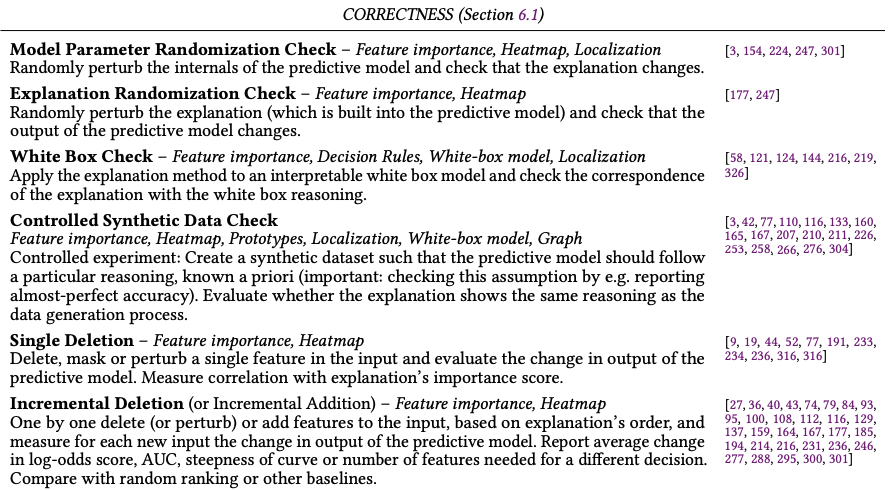 CORRECTNESS (Section 6.1)
Model Parameter Randomization Check – Feature importance, Heatmap, Localization [3, 154, 224, 247, 301]
Randomly perturb the internals of the predictive model and check that the explanation changes.
Explanation Randomization Check – Feature importance, Heatmap [177, 247]
Randomly perturb the explanation (which is built into the predictive model) and check that the
output of the predictive model changes.
White Box Check – Feature importance, Decision Rules, White-box model, Localization [58, 121, 124, 144, 216, 219,
Apply the explanation method to an interpretable white box model and check the correspondence 326]
of the explanation with the white box reasoning.
Controlled Synthetic Data Check [3, 42, 77, 110, 116, 133, 160,
Feature importance, Heatmap, Prototypes, Localization, White-box model, Graph 165, 167, 207, 210, 211, 226,
Controlled experiment: Create a synthetic dataset such that the predictive model should follow 253, 258, 266, 276, 304]
a particular reasoning, known a priori (important: checking this assumption by e.g. reporting
almost-perfect accuracy). Evaluate whether the explanation shows the same reasoning as the
data generation process.
Single Deletion – Feature importance, Heatmap [9, 19, 44, 52, 77, 191, 233,
Delete, mask or perturb a single feature in the input and evaluate the change in output of the 234, 236, 316, 316]
predictive model. Measure correlation with explanation's importance score.
Incremental Deletion (or Incremental Addition) – Feature importance, Heatmap [27, 36, 40, 43, 74, 79, 84, 93,
One by one delete (or perturb) or add features to the input, based on explanation's order, and 95, 100, 108, 112, 116, 129,
measure for each new input the change in output of the predictive model. Report average change 137, 159, 164, 167, 177, 185,
in log-odds score, AUC, steepness of curve or number of features needed for a different decision. 194, 214, 216, 231, 236, 246,
Compare with random ranking or other baselines. 277, 288, 295, 300, 301]